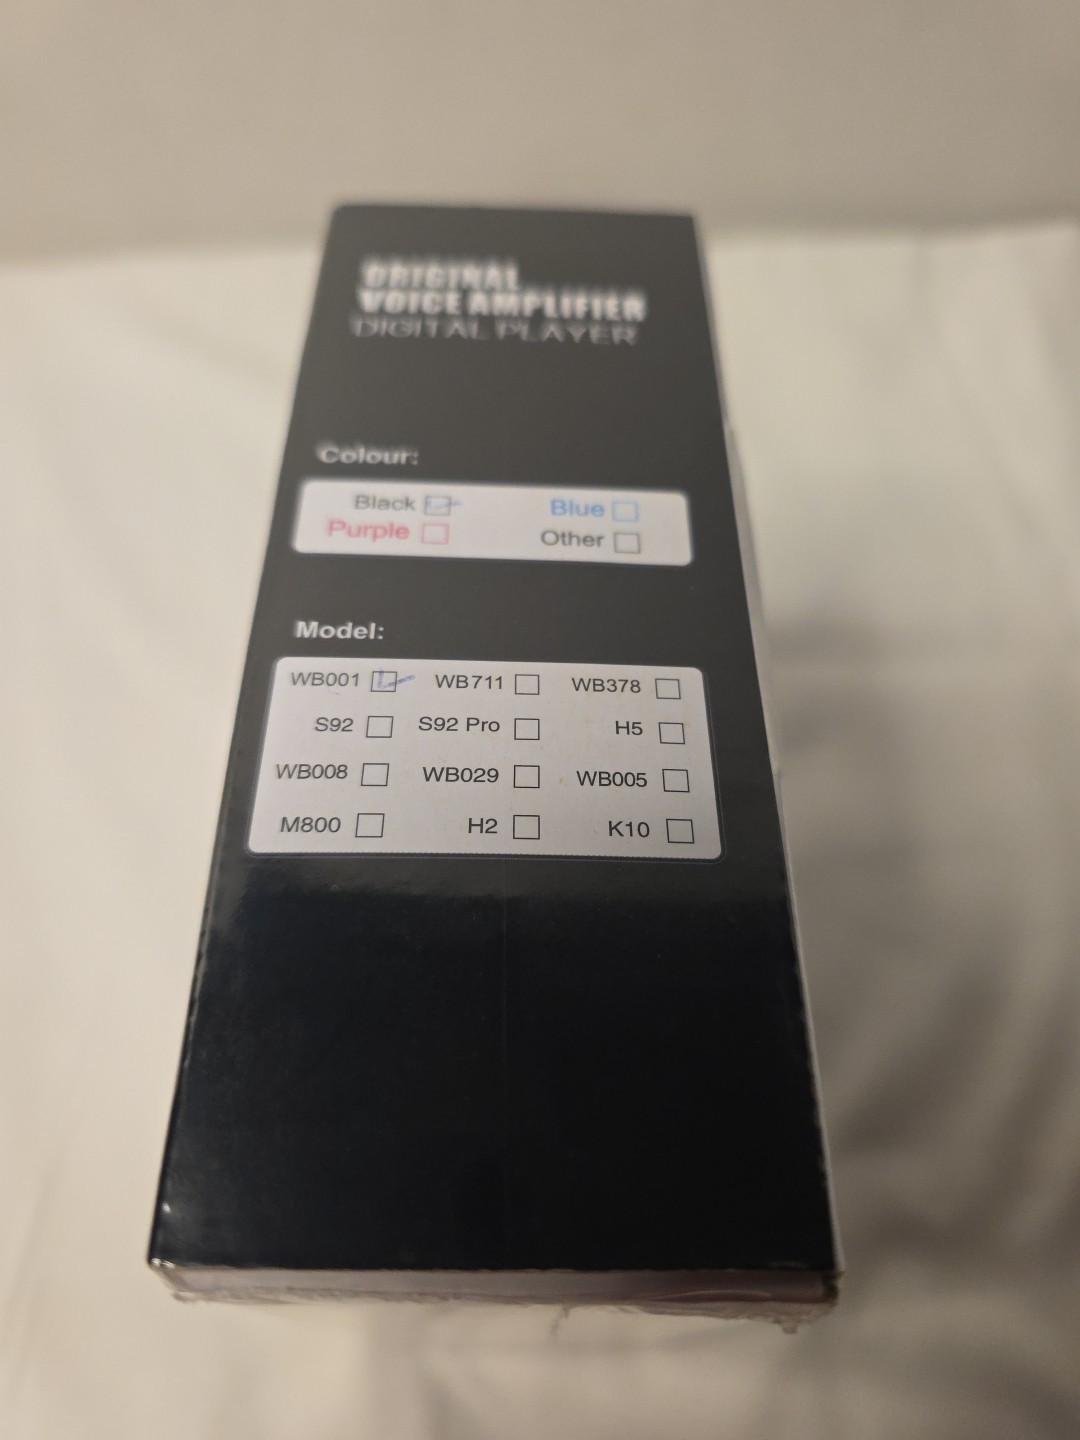 ORIGINAL
VOICE AMPLIFIER
DIGITAL PLAYER
Colour:
Black ☑ Blue ☐
Purple ☐ Other ☐
Model:
WB001 ☑ WB711 ☐ WB378 ☐
S92 ☐ S92 Pro ☐ H5 ☐
WB008 ☐ WB029 ☐ WB005 ☐
M800 ☐ H2 ☐ K10 ☐